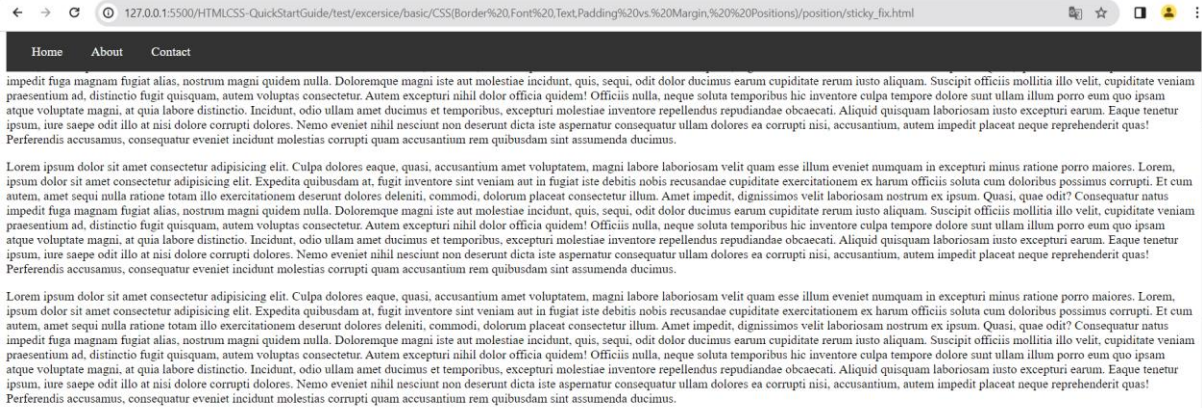 127.0.0.1:5500/HTMLCSS-QuickStartGuide/test/excersice/basic/CSS(Border%20,Font%20,Text,Padding%20vs.%20Margin,%20%20Positions)/position/sticky_fix.html
Home About Contact
impedit fuga magnam fugiat alias, nostrum magni quidem nulla. Doloremque magni iste aut molestiae incidunt, quis, sequi, odit dolor ducimus earum cupiditate rerum iusto aliquam. Suscipit officiis mollitia illo velit, cupiditate veniam
praesentium ad, distinctio fugit quisquam, autem voluptas consectetur. Autem excepturi nihil dolor officia quidem! Officiis nulla, neque soluta temporibus hic inventore culpa tempore dolore sunt ullam illum porro eum quo ipsam
atque voluptate magni, at quia labore distinctio. Incidunt, odio ullam amet ducimus et temporibus, excepturi molestiae inventore repellendus repudiandae obcaecati. Aliquid quisquam laboriosam iusto excepturi earum. Eaque tenetur
ipsum, iure saepe odit illo at nisi dolore corrupti dolores. Nemo eveniet nihil nesciunt non deserunt dicta iste aspernatur consequatur ullam dolores ea corrupti nisi, accusantium, autem impedit placeat neque reprehenderit quas!
Perferendis accusamus, consequatur eveniet incidunt molestias corrupti quam accusantium rem quibusdam sint assumenda ducimus.
Lorem ipsum dolor sit amet consectetur adipisicing elit. Culpa dolores eaque, quasi, accusantium amet voluptatem, magni labore laboriosam velit quam esse illum eveniet numquam in excepturi minus ratione porro maiores. Lorem,
ipsum dolor sit amet consectetur adipisicing elit. Expedita quibusdam at, fugit inventore sint veniam aut in fugiat iste debitis nobis recusandae cupiditate exercitationem ex harum officiis soluta cum doloribus possimus corrupti. Et cum
autem, amet sequi nulla ratione totam illo exercitationem deserunt dolores deleniti, commodi, dolorum placeat consectetur illum. Amet impedit, dignissimos velit laboriosam nostrum ex ipsum. Quasi, quae odit? Consequatur natus
impedit fuga magnam fugiat alias, nostrum magni quidem nulla. Doloremque magni iste aut molestiae incidunt, quis, sequi, odit dolor ducimus earum cupiditate rerum iusto aliquam. Suscipit officiis mollitia illo velit, cupiditate veniam
praesentium ad, distinctio fugit quisquam, autem voluptas consectetur. Autem excepturi nihil dolor officia quidem! Officiis nulla, neque soluta temporibus hic inventore culpa tempore dolore sunt ullam illum porro eum quo ipsam
atque voluptate magni, at quia labore distinctio. Incidunt, odio ullam amet ducimus et temporibus, excepturi molestiae inventore repellendus repudiandae obcaecati. Aliquid quisquam laboriosam iusto excepturi earum. Eaque tenetur
ipsum, iure saepe odit illo at nisi dolore corrupti dolores. Nemo eveniet nihil nesciunt non deserunt dicta iste aspernatur consequatur ullam dolores ea corrupti nisi, accusantium, autem impedit placeat neque reprehenderit quas!
Perferendis accusamus, consequatur eveniet incidunt molestias corrupti quam accusantium rem quibusdam sint assumenda ducimus.
Lorem ipsum dolor sit amet consectetur adipisicing elit. Culpa dolores eaque, quasi, accusantium amet voluptatem, magni labore laboriosam velit quam esse illum eveniet numquam in excepturi minus ratione porro maiores. Lorem,
ipsum dolor sit amet consectetur adipisicing elit. Expedita quibusdam at, fugit inventore sint veniam aut in fugiat iste debitis nobis recusandae cupiditate exercitationem ex harum officiis soluta cum doloribus possimus corrupti. Et cum
autem, amet sequi nulla ratione totam illo exercitationem deserunt dolores deleniti, commodi, dolorum placeat consectetur illum. Amet impedit, dignissimos velit laboriosam nostrum ex ipsum. Quasi, quae odit? Consequatur natus
impedit fuga magnam fugiat alias, nostrum magni quidem nulla. Doloremque magni iste aut molestiae incidunt, quis, sequi, odit dolor ducimus earum cupiditate rerum iusto aliquam. Suscipit officiis mollitia illo velit, cupiditate veniam
praesentium ad, distinctio fugit quisquam, autem voluptas consectetur. Autem excepturi nihil dolor officia quidem! Officiis nulla, neque soluta temporibus hic inventore culpa tempore dolore sunt ullam illum porro eum quo ipsam
atque voluptate magni, at quia labore distinctio. Incidunt, odio ullam amet ducimus et temporibus, excepturi molestiae inventore repellendus repudiandae obcaecati. Aliquid quisquam laboriosam iusto excepturi earum. Eaque tenetur
ipsum, iure saepe odit illo at nisi dolore corrupti dolores. Nemo eveniet nihil nesciunt non deserunt dicta iste aspernatur consequatur ullam dolores ea corrupti nisi, accusantium, autem impedit placeat neque reprehenderit quas!
Perferendis accusamus, consequatur eveniet incidunt molestias corrupti quam accusantium rem quibusdam sint assumenda ducimus.